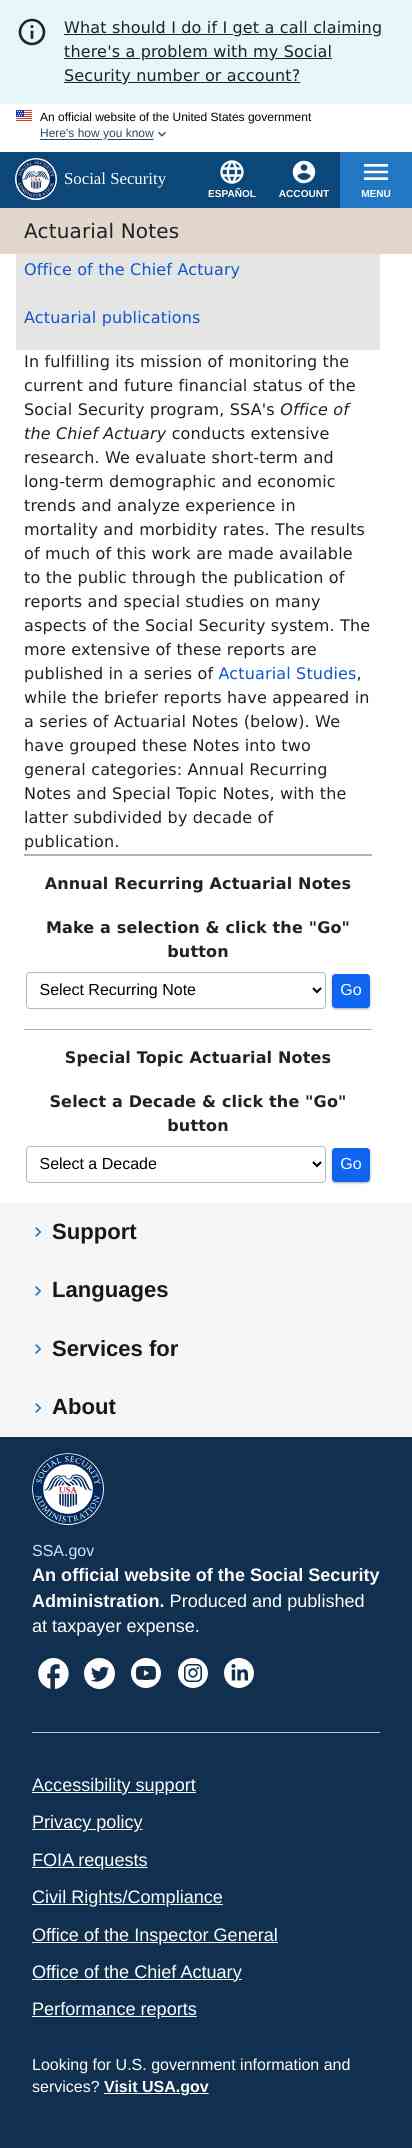 What should I do if I get a call claiming
there's a problem with my Social
Security number or account?
An official website of the United States government
Here's how you know
Social Security
ESPAÑOL
ACCOUNT
MENU
Actuarial Notes
Office of the Chief Actuary
Actuarial publications
In fulfilling its mission of monitoring the
current and future financial status of the
Social Security program, SSA's Office of
the Chief Actuary conducts extensive
research. We evaluate short-term and
long-term demographic and economic
trends and analyze experience in
mortality and morbidity rates. The results
of much of this work are made available
to the public through the publication of
reports and special studies on many
aspects of the Social Security system. The
more extensive of these reports are
published in a series of Actuarial Studies,
while the briefer reports have appeared in
a series of Actuarial Notes (below). We
have grouped these Notes into two
general categories: Annual Recurring
Notes and Special Topic Notes, with the
latter subdivided by decade of
publication.
Annual Recurring Actuarial Notes
Make a selection & click the "Go"
button
Select Recurring Note
Go
Special Topic Actuarial Notes
Select a Decade & click the "Go"
button
Select a Decade
Go
Support
Languages
Services for
About
SOCIAL SECURITY
USA
ADMINISTRATION
SSA.gov
An official website of the Social Security
Administration. Produced and published
at taxpayer expense.
Accessibility support
Privacy policy
FOIA requests
Civil Rights/Compliance
Office of the Inspector General
Office of the Chief Actuary
Performance reports
Looking for U.S. government information and
services? Visit USA.gov